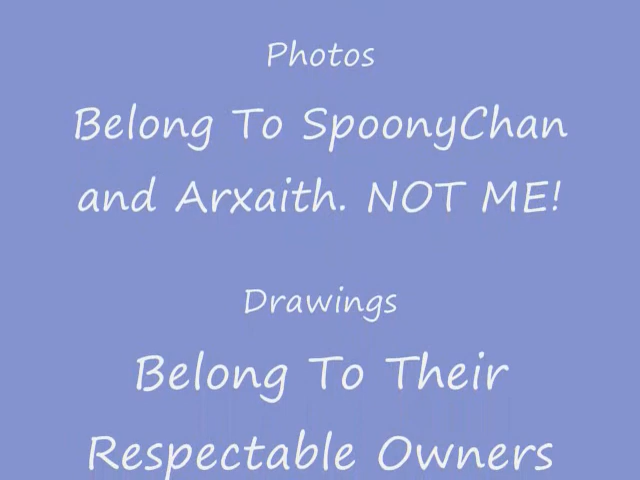 Photos
Belong To SpoonyChan
and Arxaith. NOT ME!
Drawings
Belong To Their
Respectable Owners